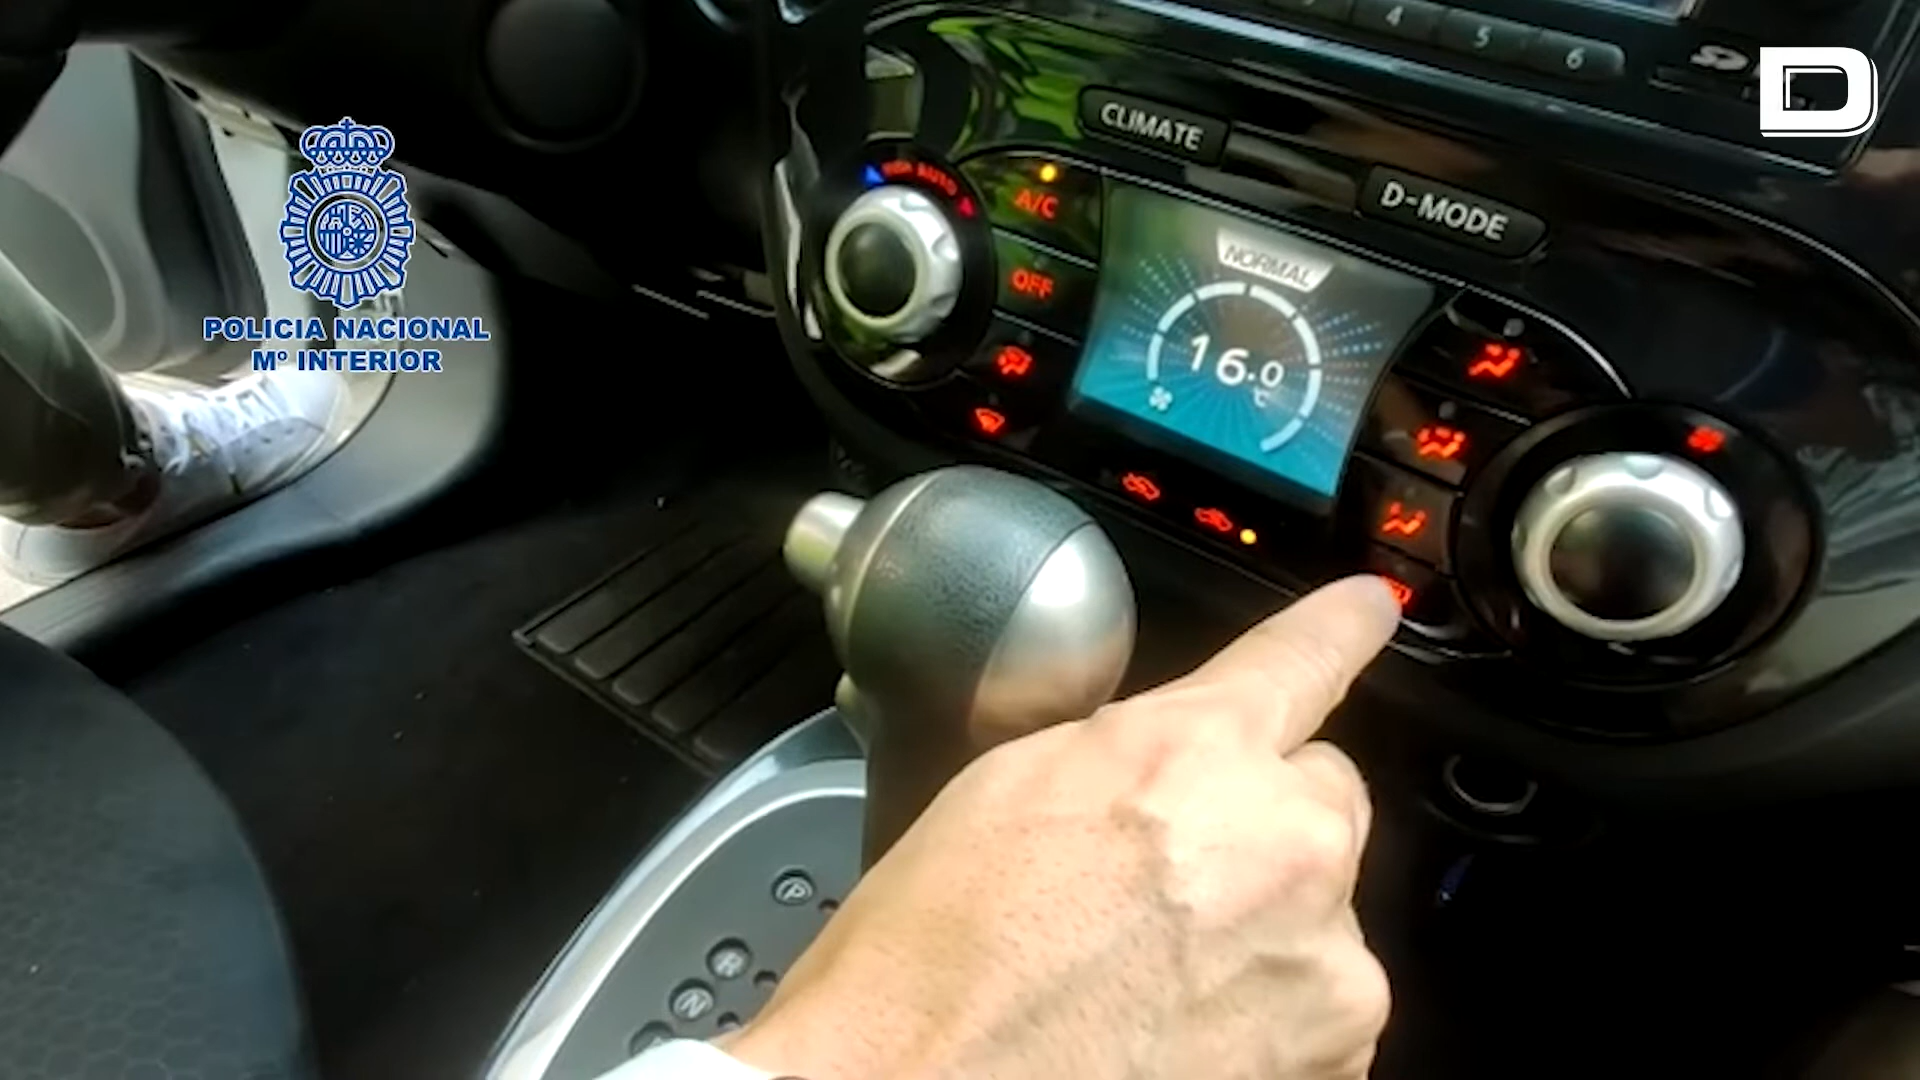 4
5
6
CLIMATE
D-MODE
D
A/C
OFF
NORMAL
16.0
°C
POLICIA NACIONAL
Mº INTERIOR
P
R
N